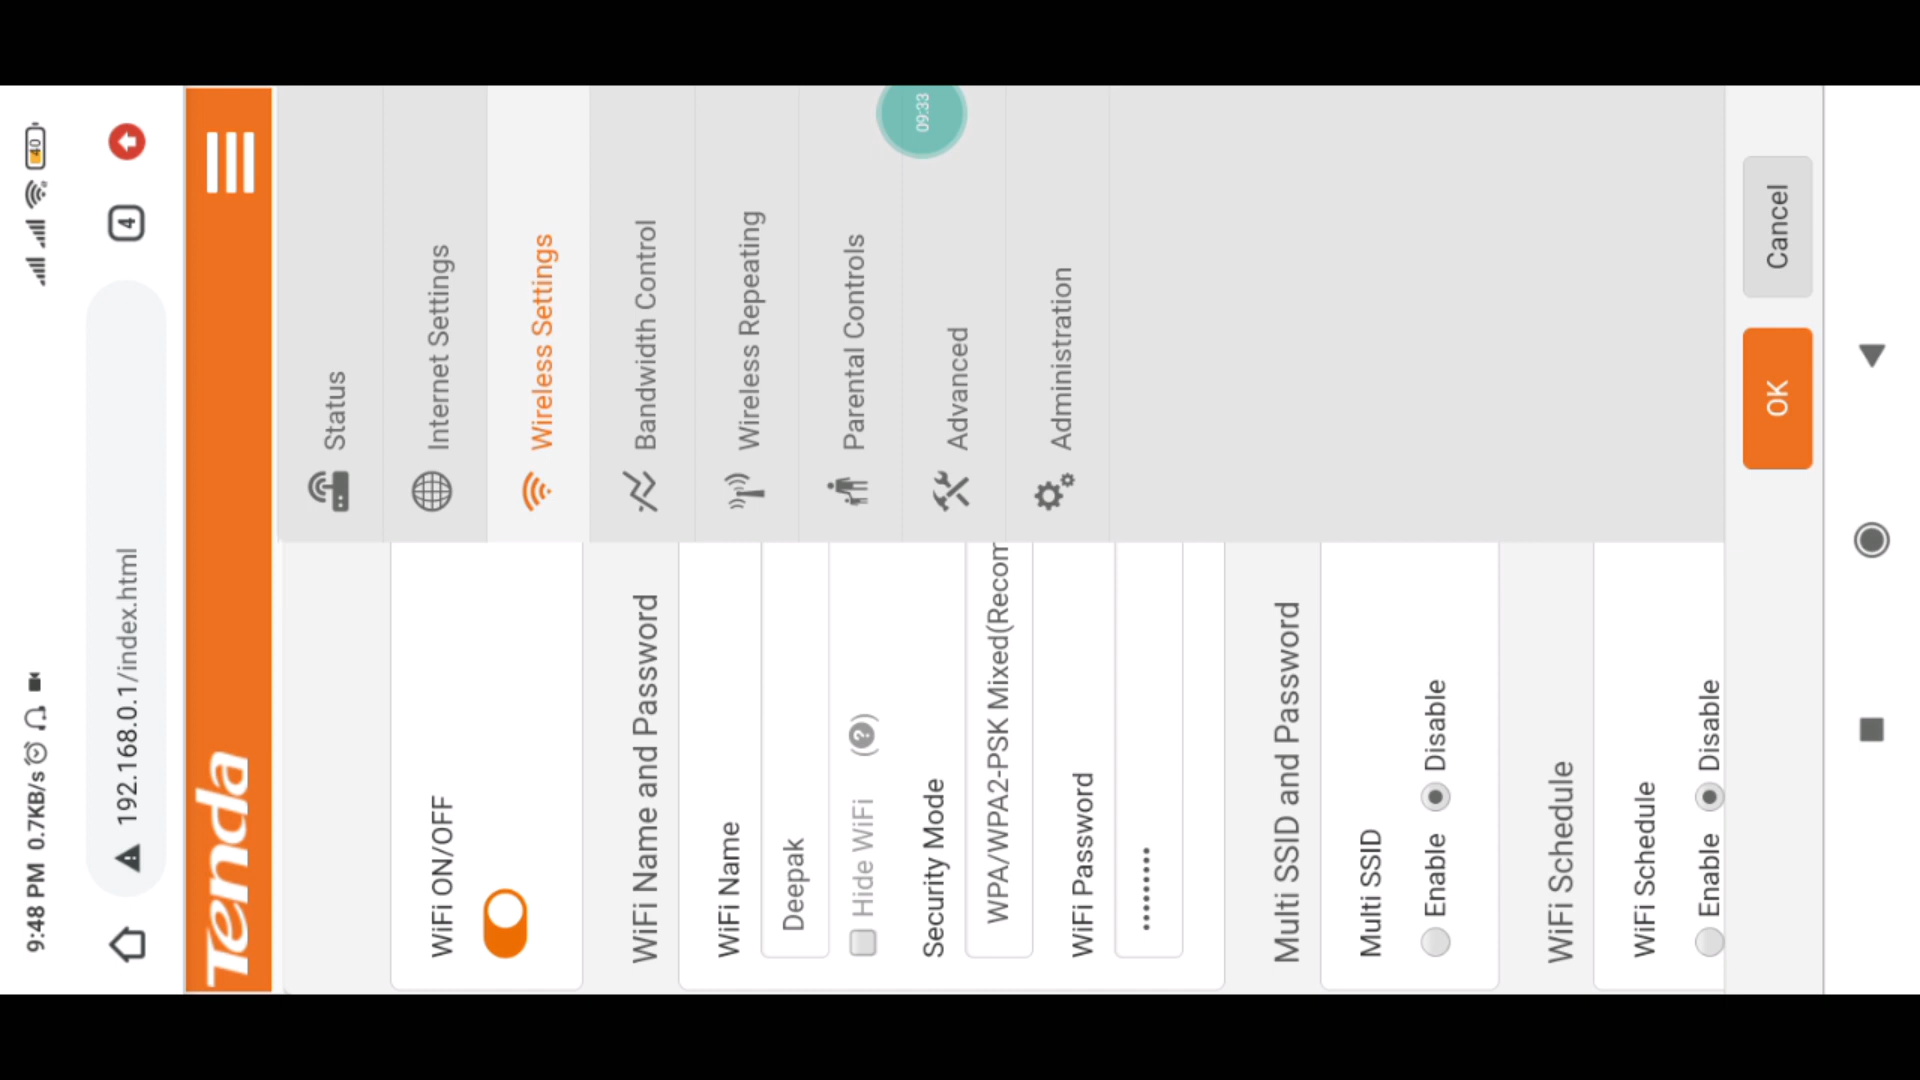 9:48 PM 0.7KB/s
40
192.168.0.1/index.html
4
Tenda
WiFi ON/OFF
WiFi Name and Password
WiFi Name
Deepak
Hide WiFi (?)
Security Mode
WPA/WPA2-PSK Mixed(Recom
WiFi Password
•••••••••
Multi SSID and Password
Multi SSID
Enable Disable
WiFi Schedule
WiFi Schedule
Enable Disable
Status
Internet Settings
Wireless Settings
Bandwidth Control
Wireless Repeating
Parental Controls
09:33
Advanced
Administration
OK Cancel